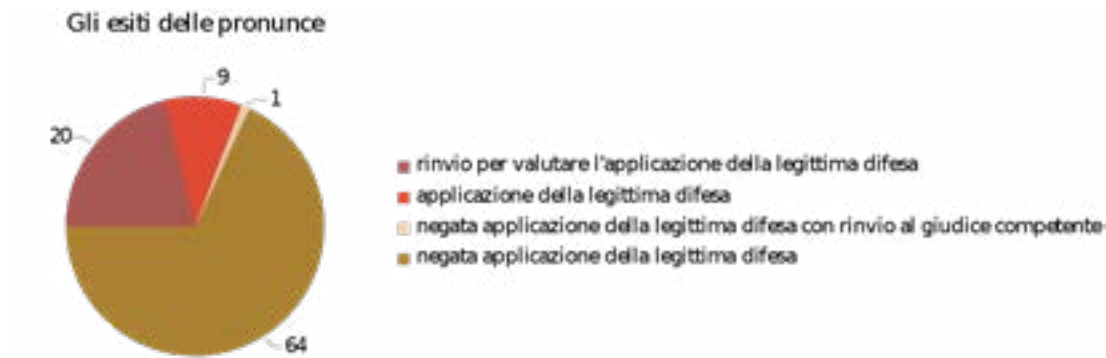 Gli esiti delle pronunce
9
1
20
64
rinvio per valutare l'applicazione della legittima difesa
applicazione della legittima difesa
negata applicazione della legittima difesa con rinvio al giudice competente
negata applicazione della legittima difesa